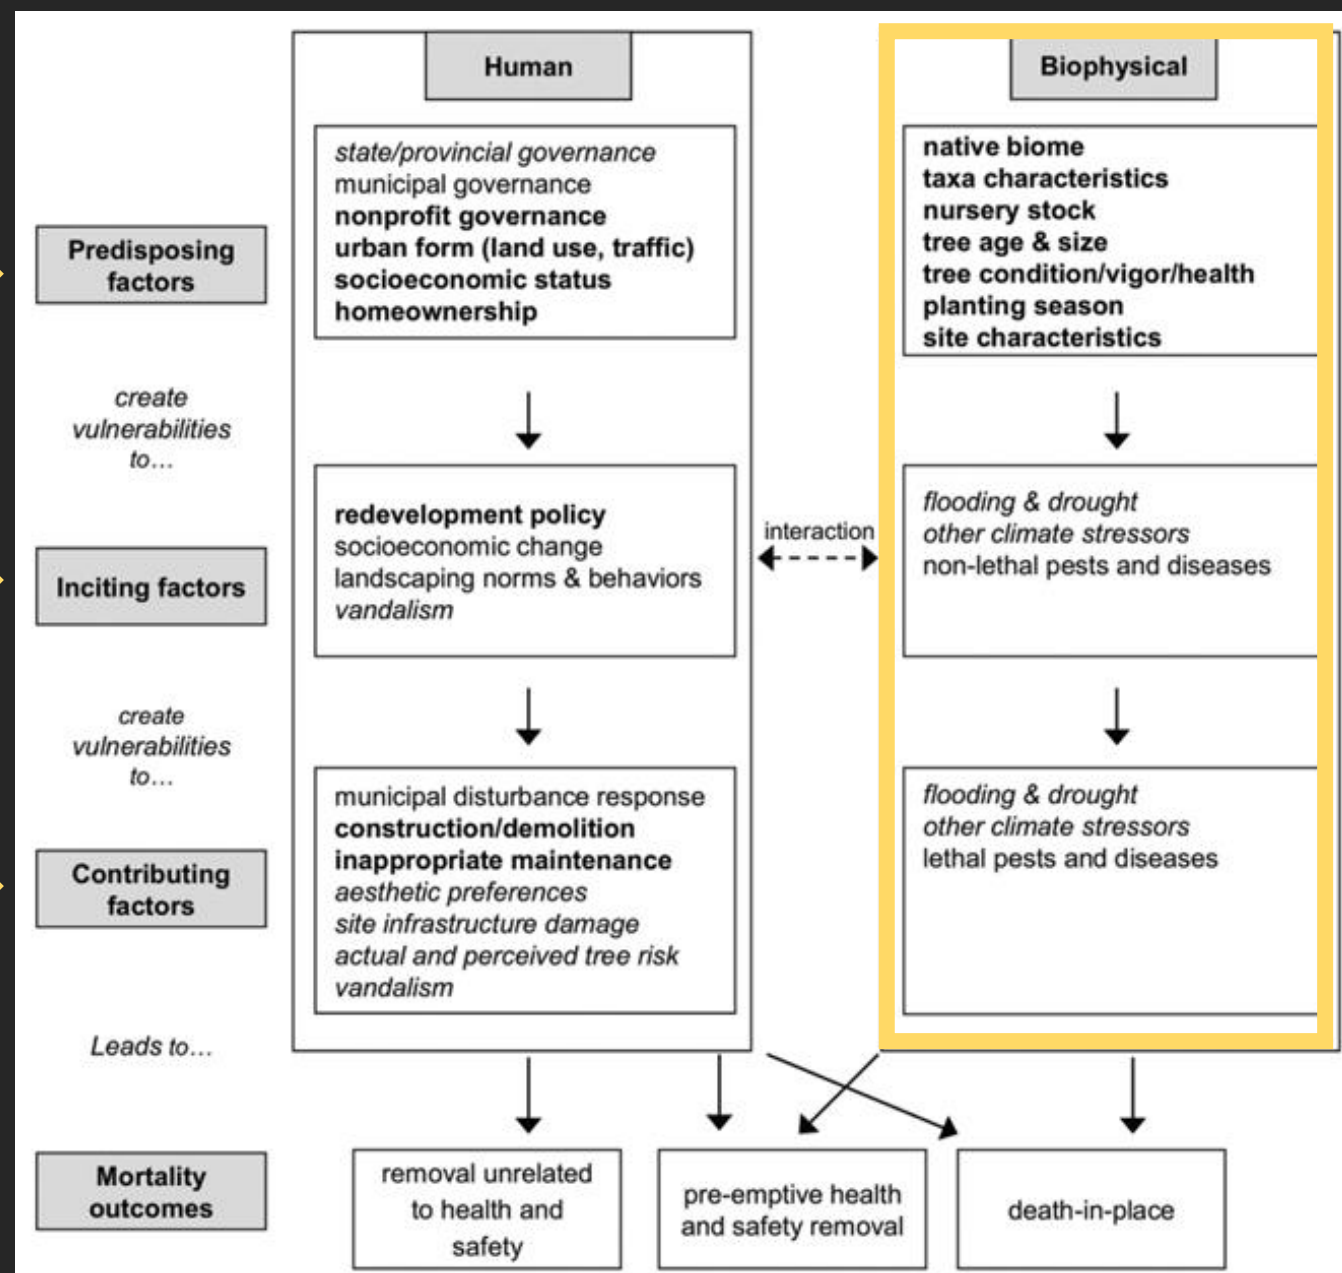 Human
state/provincial governance
municipal governance
nonprofit governance
urban form (land use, traffic)
socioeconomic status
homeownership
Biophysical
native biome
taxa characteristics
nursery stock
tree age & size
tree condition/vigor/health
planting season
site characteristics
Predisposing
factors
create
vulnerabilities
to...
redevelopment policy
socioeconomic change
landscaping norms & behaviors
vandalism
interaction
flooding & drought
other climate stressors
non-lethal pests and diseases
Inciting factors
create
vulnerabilities
to...
municipal disturbance response
construction/demolition
inappropriate maintenance
aesthetic preferences
site infrastructure damage
actual and perceived tree risk
vandalism
flooding & drought
other climate stressors
lethal pests and diseases
Contributing
factors
Leads to...
Mortality
outcomes
removal unrelated
to health and
safety
pre-emptive health
and safety removal
death-in-place